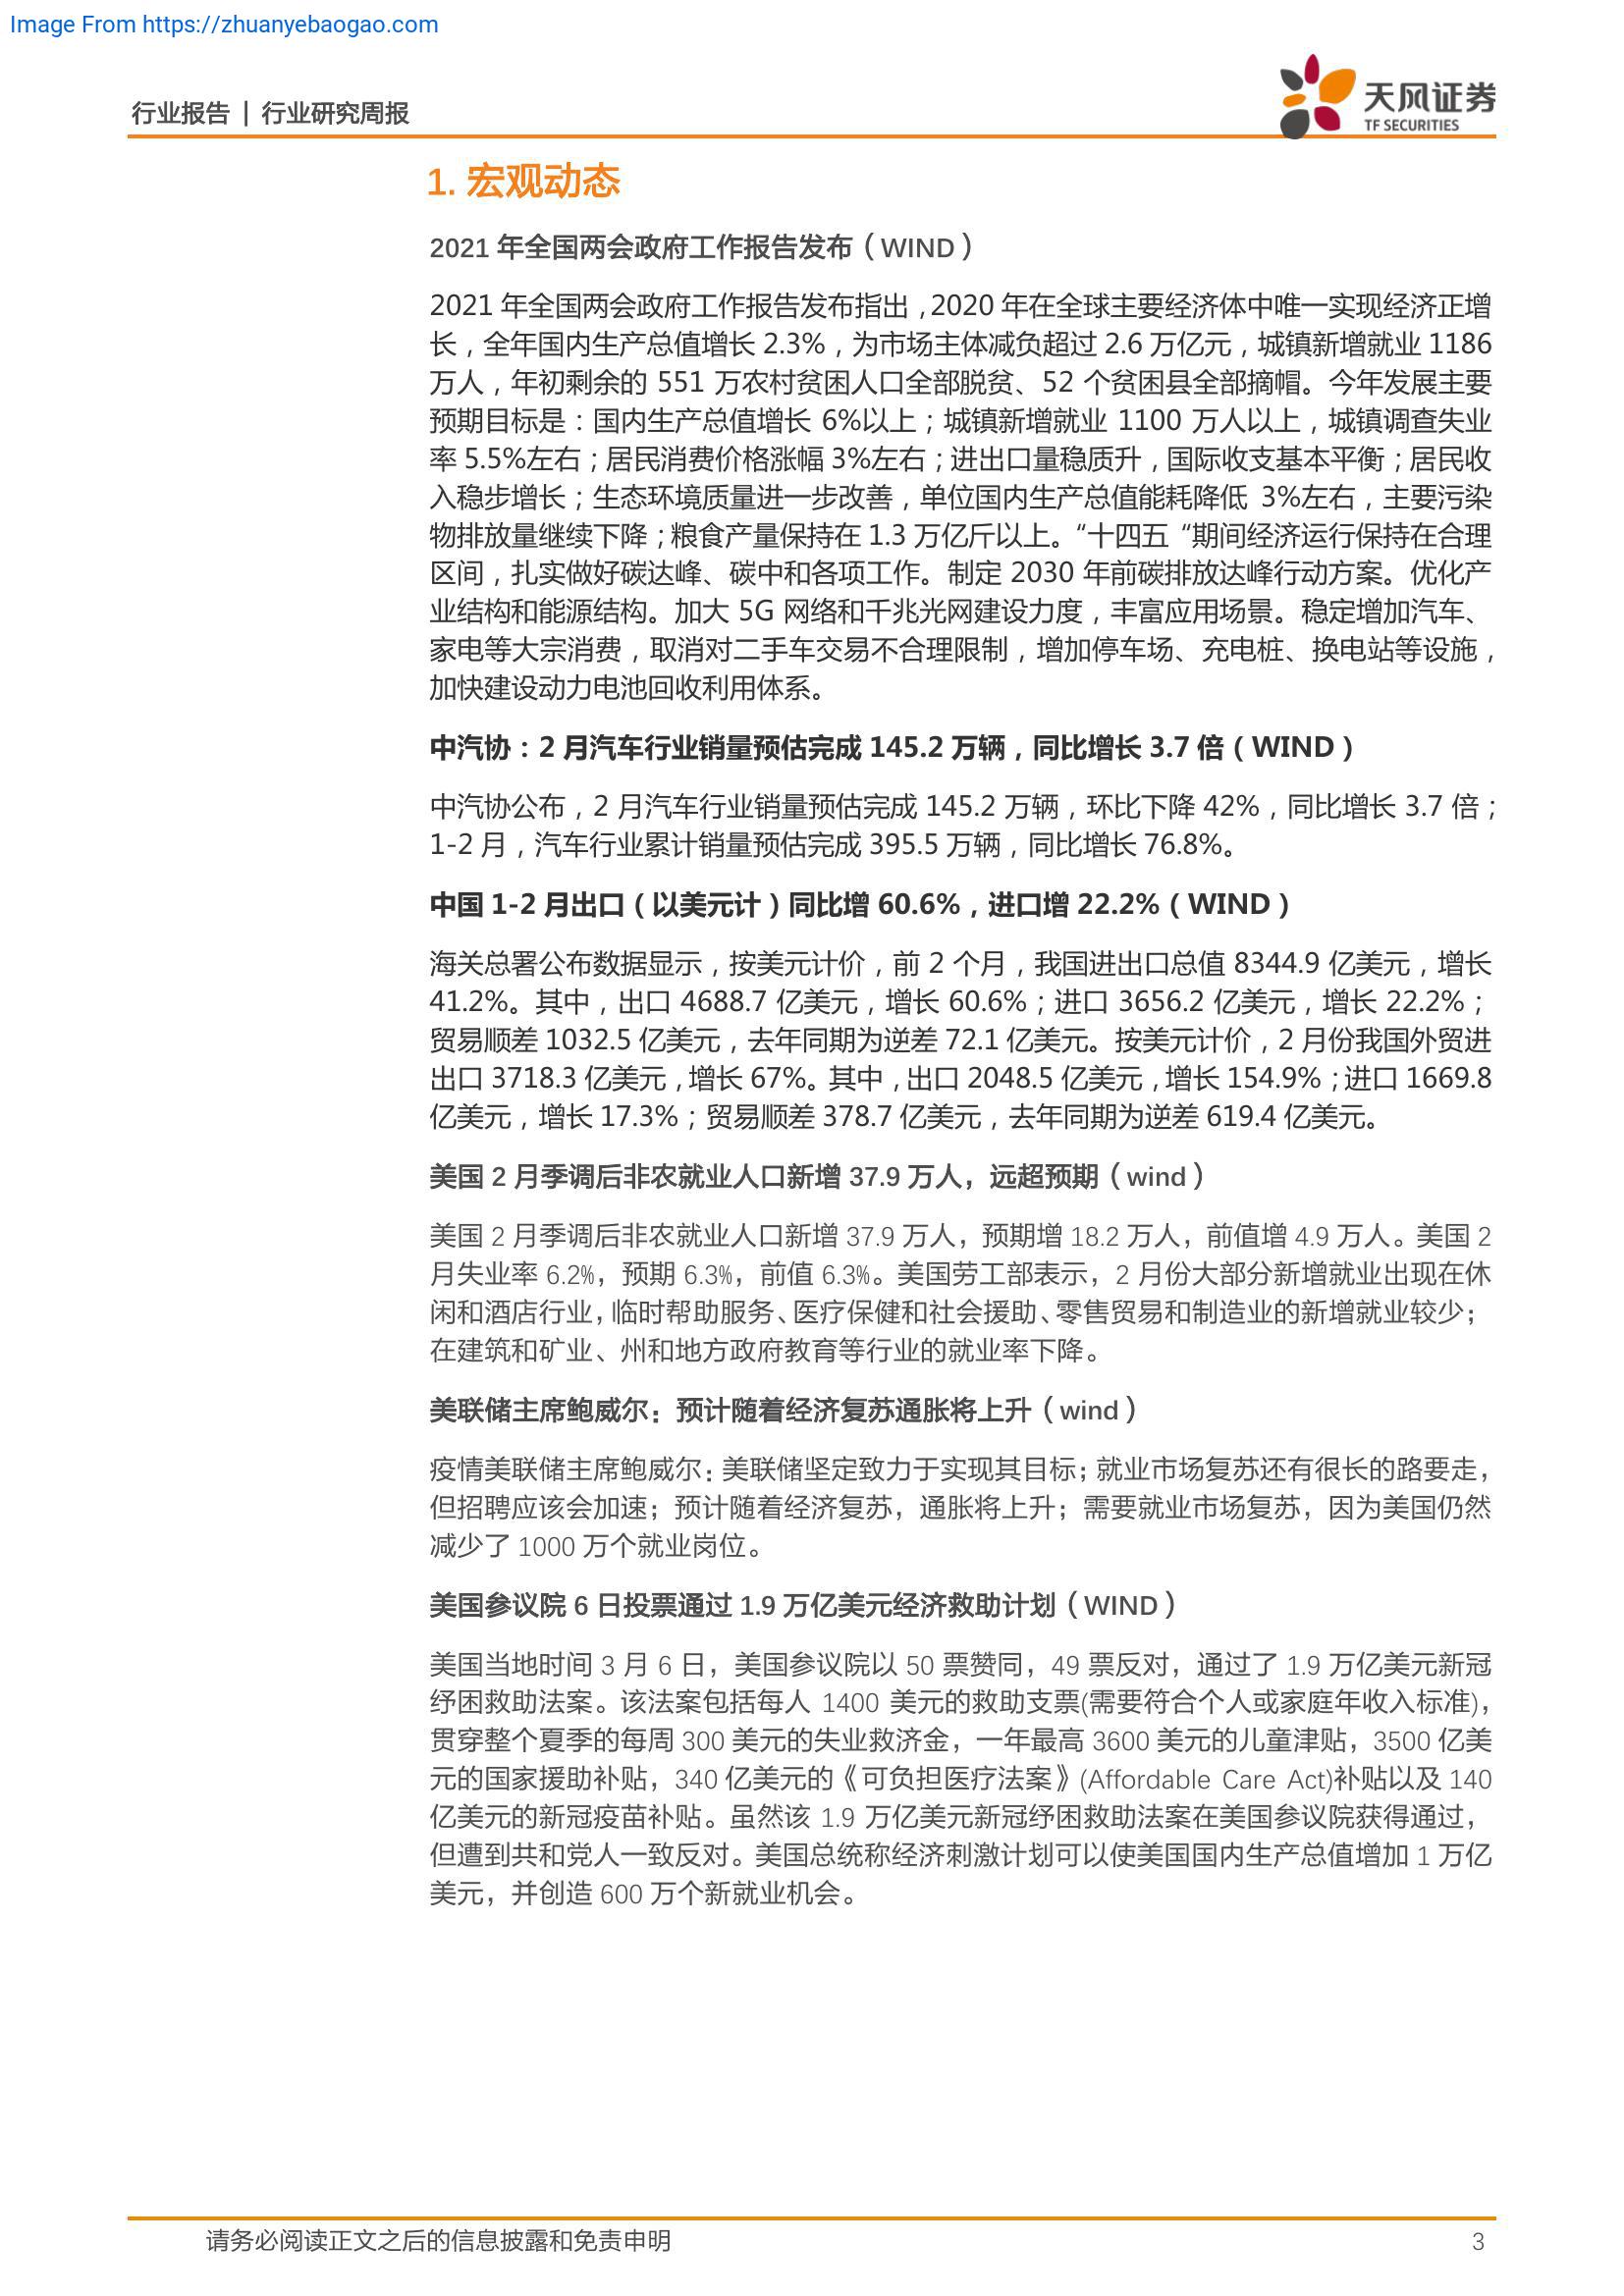 Image From https://zhuanyebaogao.com
行业报告 | 行业研究周报
天风证券
TF SECURITIES
1. 宏观动态
2021 年全国两会政府工作报告发布（WIND）
2021 年全国两会政府工作报告发布指出，2020 年在全球主要经济体中唯一实现经济正增
长，全年国内生产总值增长 2.3%，为市场主体减负超过 2.6 万亿元，城镇新增就业 1186
万人，年初剩余的 551 万农村贫困人口全部脱贫、52 个贫困县全部摘帽。今年发展主要
预期目标是：国内生产总值增长 6%以上；城镇新增就业 1100 万人以上，城镇调查失业
率 5.5%左右；居民消费价格涨幅 3%左右；进出口量稳质升，国际收支基本平衡；居民收
入稳步增长；生态环境质量进一步改善，单位国内生产总值能耗降低 3%左右，主要污染
物排放量继续下降；粮食产量保持在 1.3 万亿斤以上。“十四五“期间经济运行保持在合理
区间，扎实做好碳达峰、碳中和各项工作。制定 2030 年前碳排放达峰行动方案。优化产
业结构和能源结构。加大 5G 网络和千兆光网建设力度，丰富应用场景。稳定增加汽车、
家电等大宗消费，取消对二手车交易不合理限制，增加停车场、充电桩、换电站等设施，
加快建设动力电池回收利用体系。
中汽协：2 月汽车行业销量预估完成 145.2 万辆，同比增长 3.7 倍（WIND）
中汽协公布，2 月汽车行业销量预估完成 145.2 万辆，环比下降 42%，同比增长 3.7 倍；
1-2 月，汽车行业累计销量预估完成 395.5 万辆，同比增长 76.8%。
中国 1-2 月出口（以美元计）同比增 60.6%，进口增 22.2%（WIND）
海关总署公布数据显示，按美元计价，前 2 个月，我国进出口总值 8344.9 亿美元，增长
41.2%。其中，出口 4688.7 亿美元，增长 60.6%；进口 3656.2 亿美元，增长 22.2%；
贸易顺差 1032.5 亿美元，去年同期为逆差 72.1 亿美元。按美元计价，2 月份我国外贸进
出口 3718.3 亿美元，增长 67%。其中，出口 2048.5 亿美元，增长 154.9%；进口 1669.8
亿美元，增长 17.3%；贸易顺差 378.7 亿美元，去年同期为逆差 619.4 亿美元。
美国 2 月季调后非农就业人口新增 37.9 万人，远超预期（wind）
美国 2 月季调后非农就业人口新增 37.9 万人，预期增 18.2 万人，前值增 4.9 万人。美国 2
月失业率 6.2%，预期 6.3%，前值 6.3%。美国劳工部表示，2 月份大部分新增就业出现在休
闲和酒店行业，临时帮助服务、医疗保健和社会援助、零售贸易和制造业的新增就业较少；
在建筑和矿业、州和地方政府教育等行业的就业率下降。
美联储主席鲍威尔：预计随着经济复苏通胀将上升（wind）
疫情美联储主席鲍威尔：美联储坚定致力于实现其目标；就业市场复苏还有很长的路要走，
但招聘应该会加速；预计随着经济复苏，通胀将上升；需要就业市场复苏，因为美国仍然
减少了 1000 万个就业岗位。
美国参议院 6 日投票通过 1.9 万亿美元经济救助计划（WIND）
美国当地时间 3 月 6 日，美国参议院以 50 票赞同，49 票反对，通过了 1.9 万亿美元新冠
纾困救助法案。该法案包括每人 1400 美元的救助支票(需要符合个人或家庭年收入标准)，
贯穿整个夏季的每周 300 美元的失业救济金，一年最高 3600 美元的儿童津贴，3500 亿美
元的国家援助补贴，340 亿美元的《可负担医疗法案》(Affordable Care Act)补贴以及 140
亿美元的新冠疫苗补贴。虽然该 1.9 万亿美元新冠纾困救助法案在美国参议院获得通过，
但遭到共和党人一致反对。美国总统称经济刺激计划可以使美国国内生产总值增加 1 万亿
美元，并创造 600 万个新就业机会。
请务必阅读正文之后的信息披露和免责申明
3